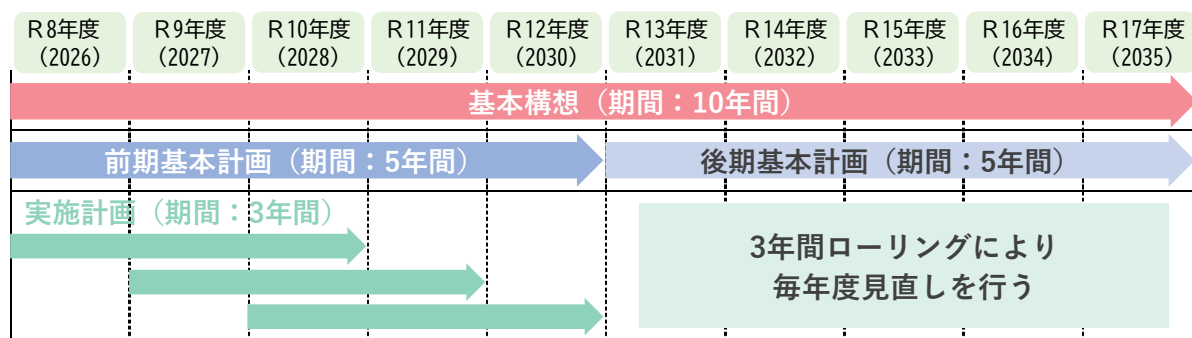 R8年度
(2026)
R9年度
(2027)
R10年度
(2028)
R11年度
(2029)
R12年度
(2030)
R13年度
(2031)
R14年度
(2032)
R15年度
(2033)
R16年度
(2034)
R17年度
(2035)
基本構想（期間：10年間）
前期基本計画（期間：5年間）
後期基本計画（期間：5年間）
実施計画（期間：3年間）
3年間ローリングにより
毎年度見直しを行う